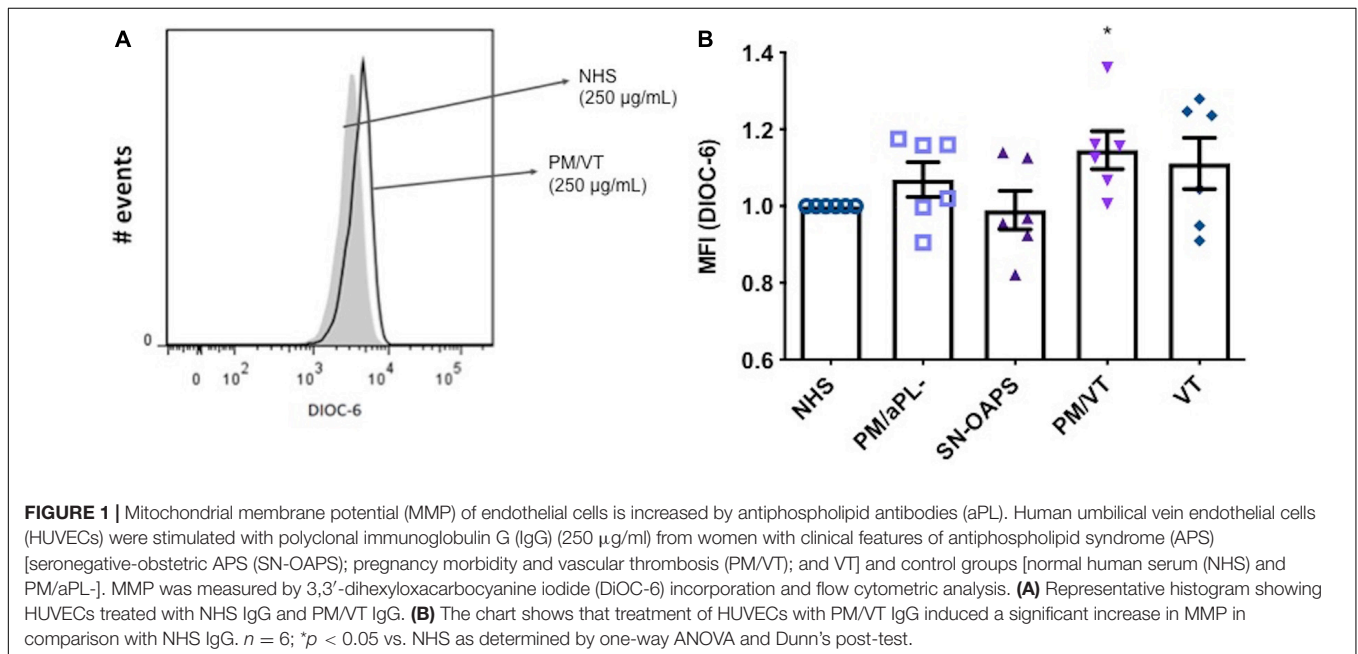 A
# events
0
0 10² 10³ 10⁴ 10⁵
DIOC-6
NHS
(250 µg/mL)
PM/VT
(250 µg/mL)
B
*
MFI (DIOC-6)
1.4
1.2
1.0
0.8
0.6
NHS
PM/aPL-
SN-OAPS
PM/VT
VT
FIGURE 1 | Mitochondrial membrane potential (MMP) of endothelial cells is increased by antiphospholipid antibodies (aPL). Human umbilical vein endothelial cells
(HUVECs) were stimulated with polyclonal immunoglobulin G (IgG) (250 µg/ml) from women with clinical features of antiphospholipid syndrome (APS)
[seronegative-obstetric APS (SN-OAPS); pregnancy morbidity and vascular thrombosis (PM/VT); and VT] and control groups [normal human serum (NHS) and
PM/aPL-]. MMP was measured by 3,3′-dihexyloxacarbocyanine iodide (DiOC-6) incorporation and flow cytometric analysis. (A) Representative histogram showing
HUVECs treated with NHS IgG and PM/VT IgG. (B) The chart shows that treatment of HUVECs with PM/VT IgG induced a significant increase in MMP in
comparison with NHS IgG. n = 6; *p < 0.05 vs. NHS as determined by one-way ANOVA and Dunn's post-test.